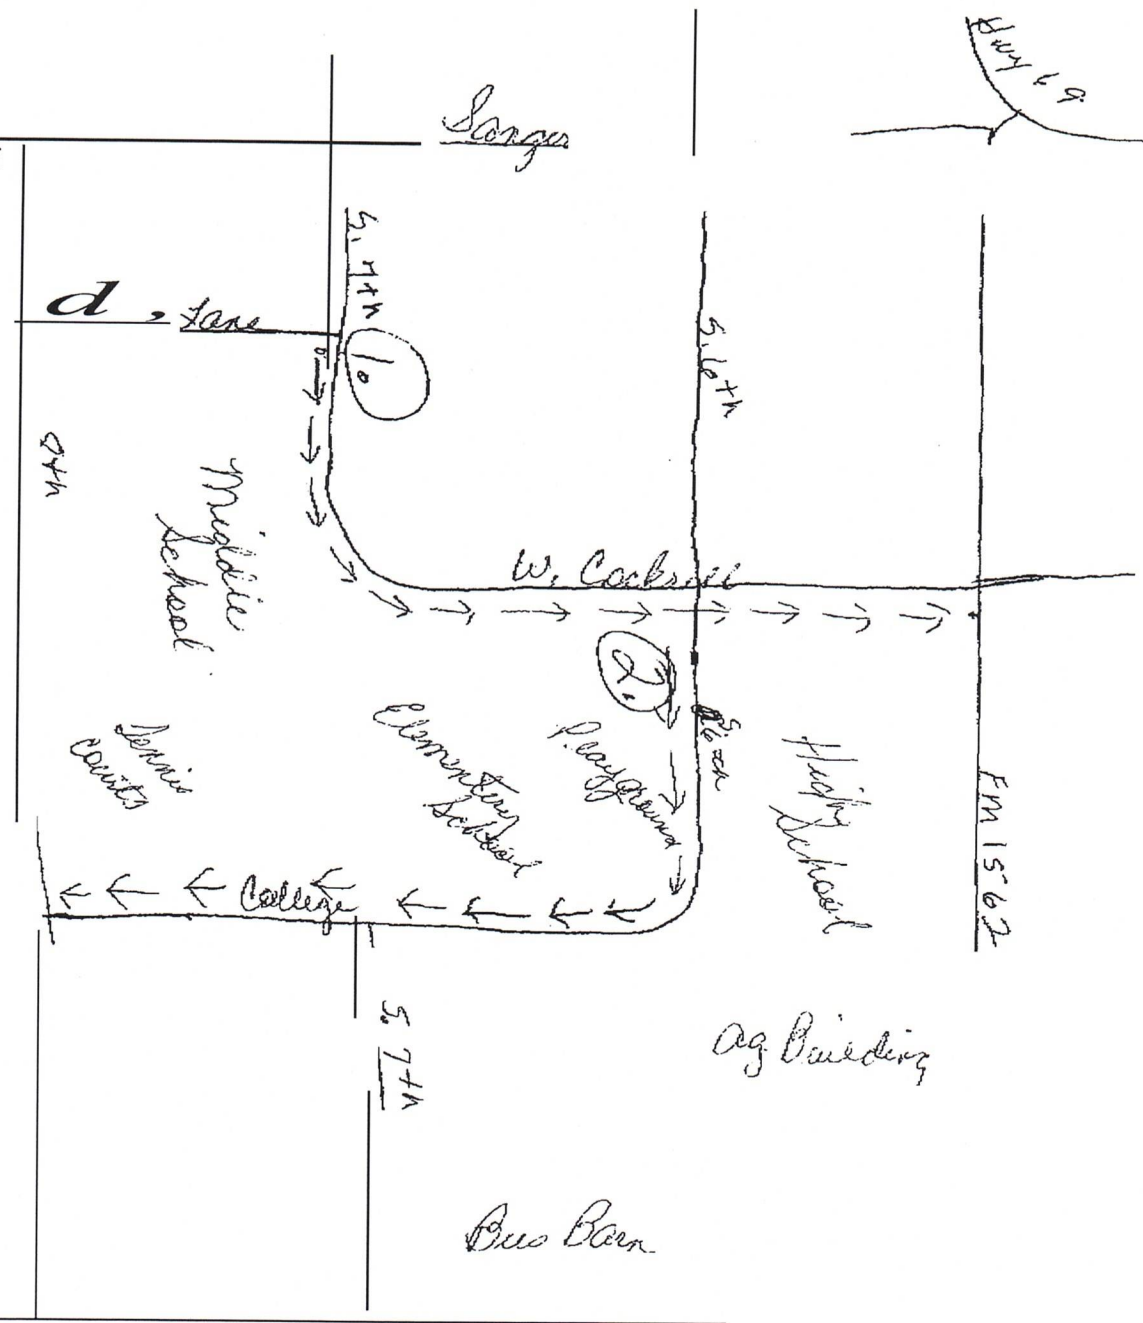 Hwy 69
Sanger
S. 7th
d, Lane
1.
S. 6th
Middle
School
W. Cockrell
2.
S 6th
Tennis
Courts
Elementary
School
Playground
High
School
FM 1562
College
S. 7th
Ag Building
Bus Barn